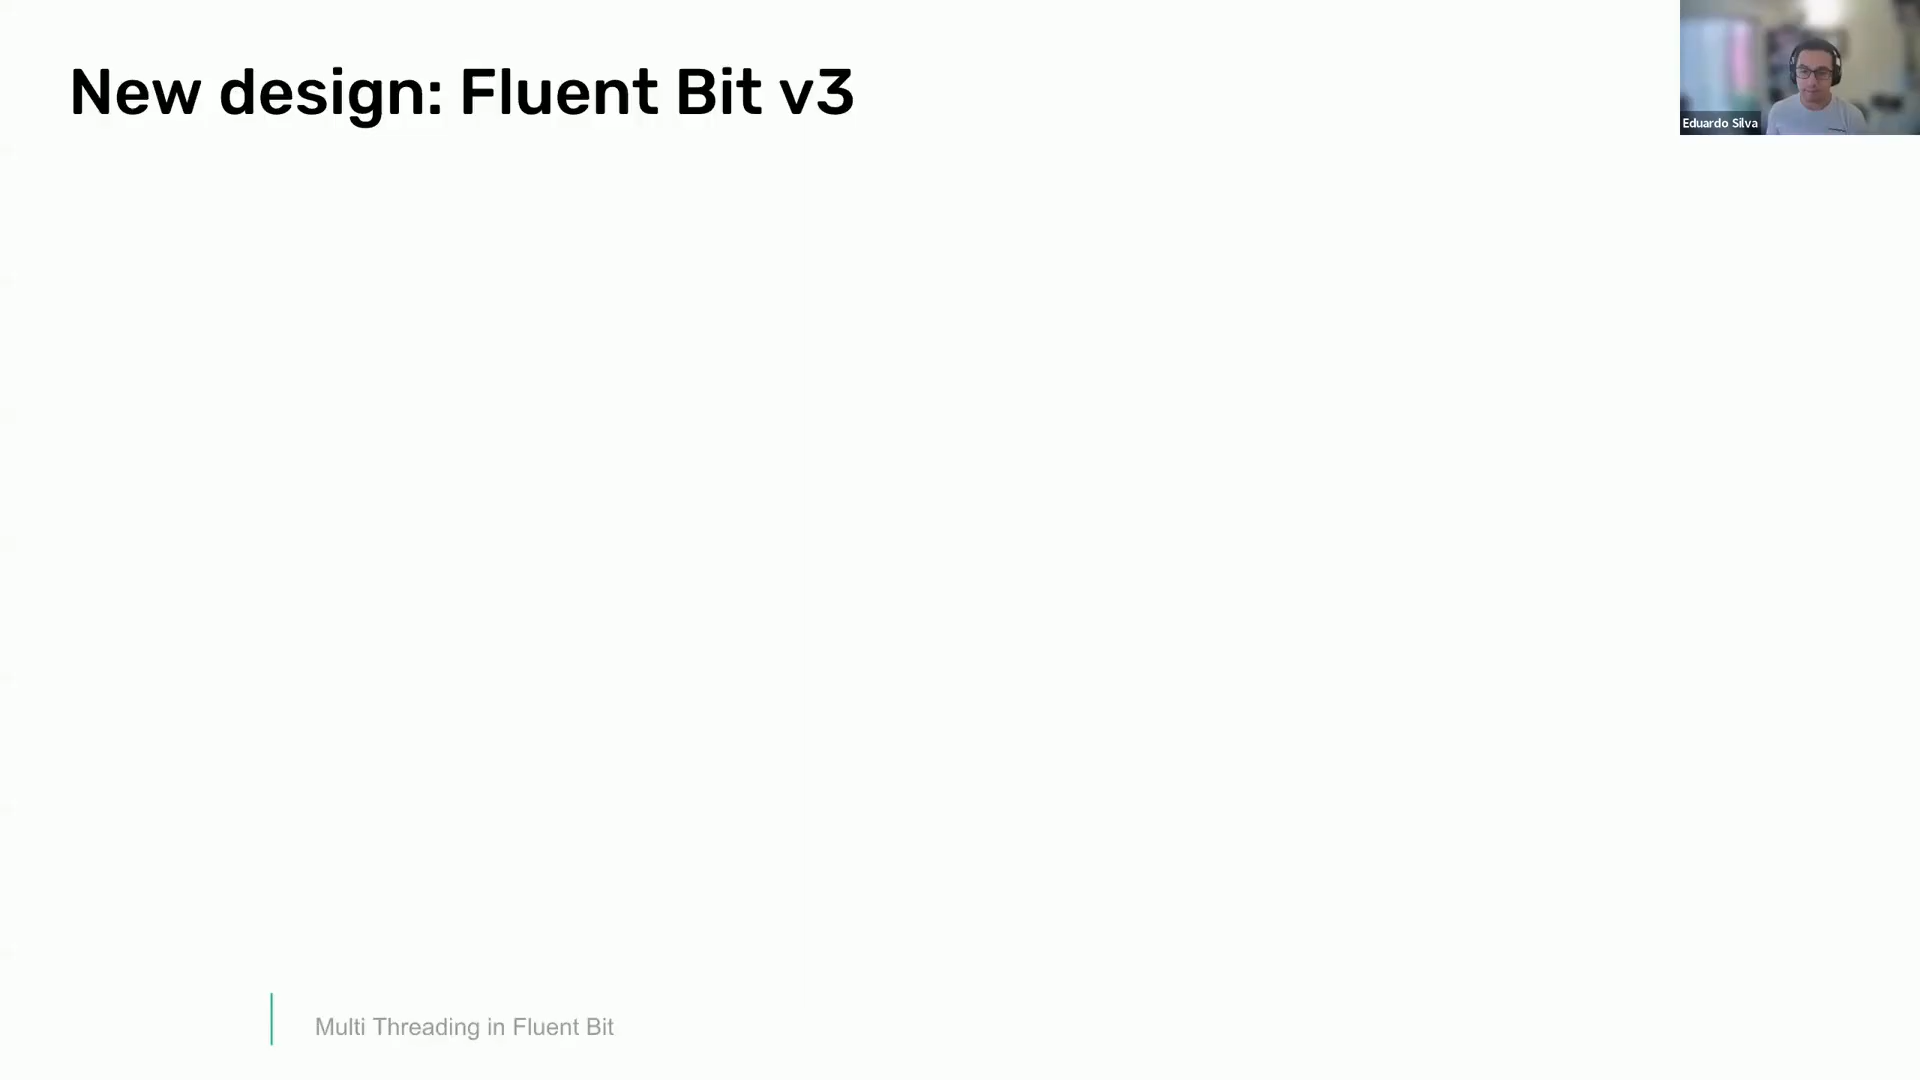 New design: Fluent Bit v3
Eduardo Silva
Multi Threading in Fluent Bit